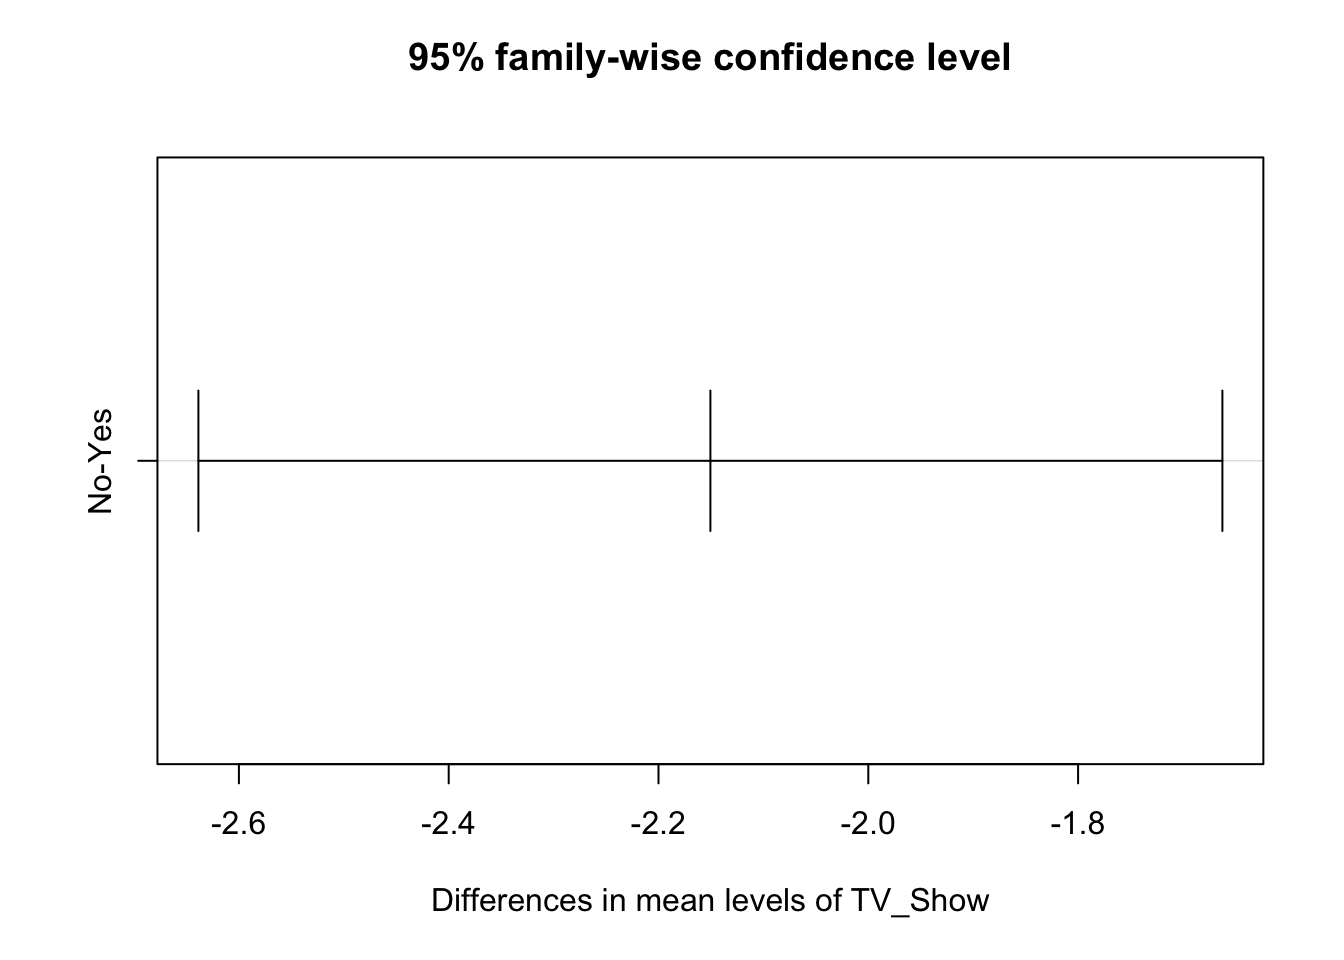 95% family-wise confidence level
No-Yes
-2.6 -2.4 -2.2 -2.0 -1.8
Differences in mean levels of TV_Show